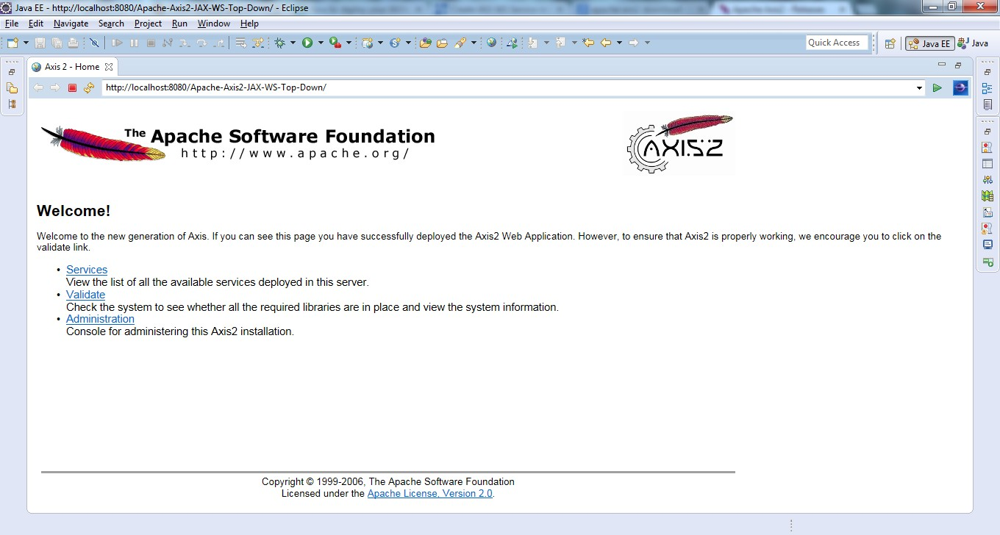 Java EE - http://localhost:8080/Apache-Axis2-JAX-WS-Top-Down/ - Eclipse
File Edit Navigate Search Project Run Window Help
Quick Access
Java EE
Java
Axis 2 - Home
http://localhost:8080/Apache-Axis2-JAX-WS-Top-Down/
The Apache Software Foundation
http://www.apache.org/
AXIS2
Welcome!
Welcome to the new generation of Axis. If you can see this page you have successfully deployed the Axis2 Web Application. However, to ensure that Axis2 is properly working, we encourage you to click on the
validate link.
• Services
View the list of all the available services deployed in this server.
• Validate
Check the system to see whether all the required libraries are in place and view the system information.
• Administration
Console for administering this Axis2 installation.
Copyright © 1999-2006, The Apache Software Foundation
Licensed under the Apache License, Version 2.0.